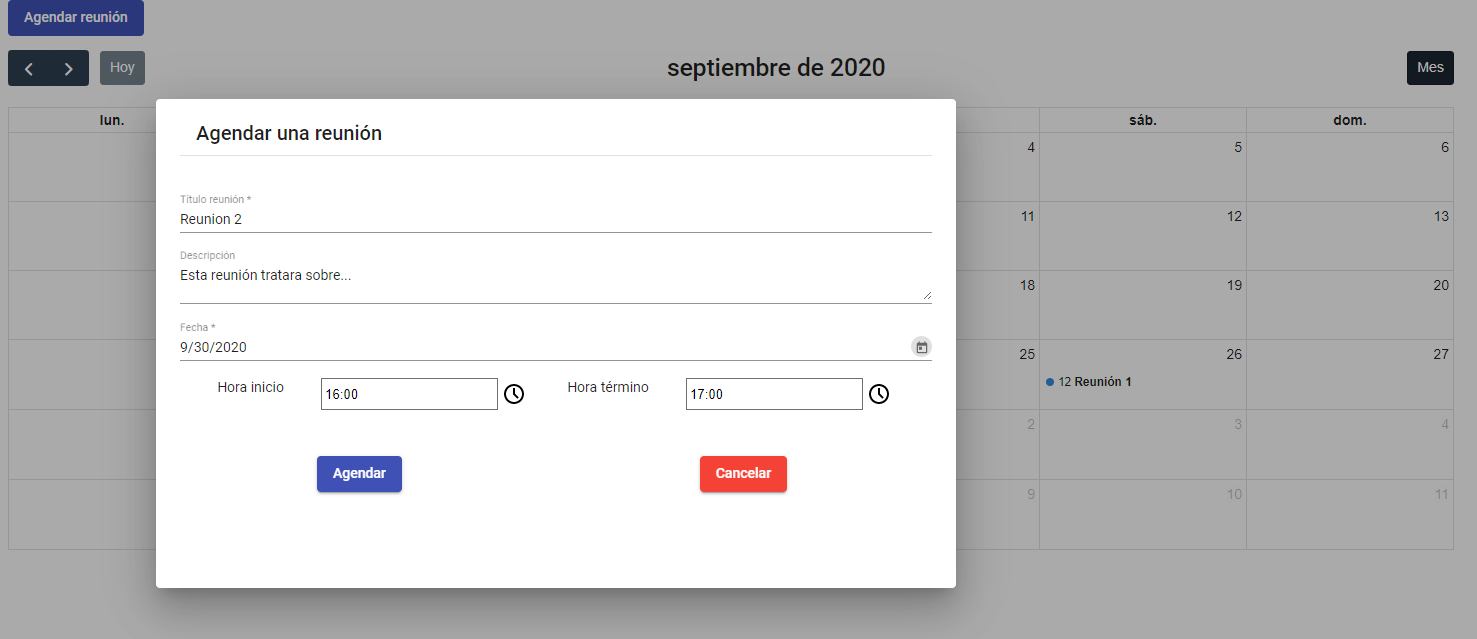 Agendar reunión
Hoy
septiembre de 2020
Mes
lun.
sáb.
dom.
Agendar una reunión
4
5
6
Título reunión *
Reunion 2
11
12
13
Descripción
Esta reunión tratara sobre...
18
19
20
Fecha *
9/30/2020
25
26
27
12 Reunión 1
Hora inicio
16:00
Hora término
17:00
2
3
4
Agendar
Cancelar
9
10
11